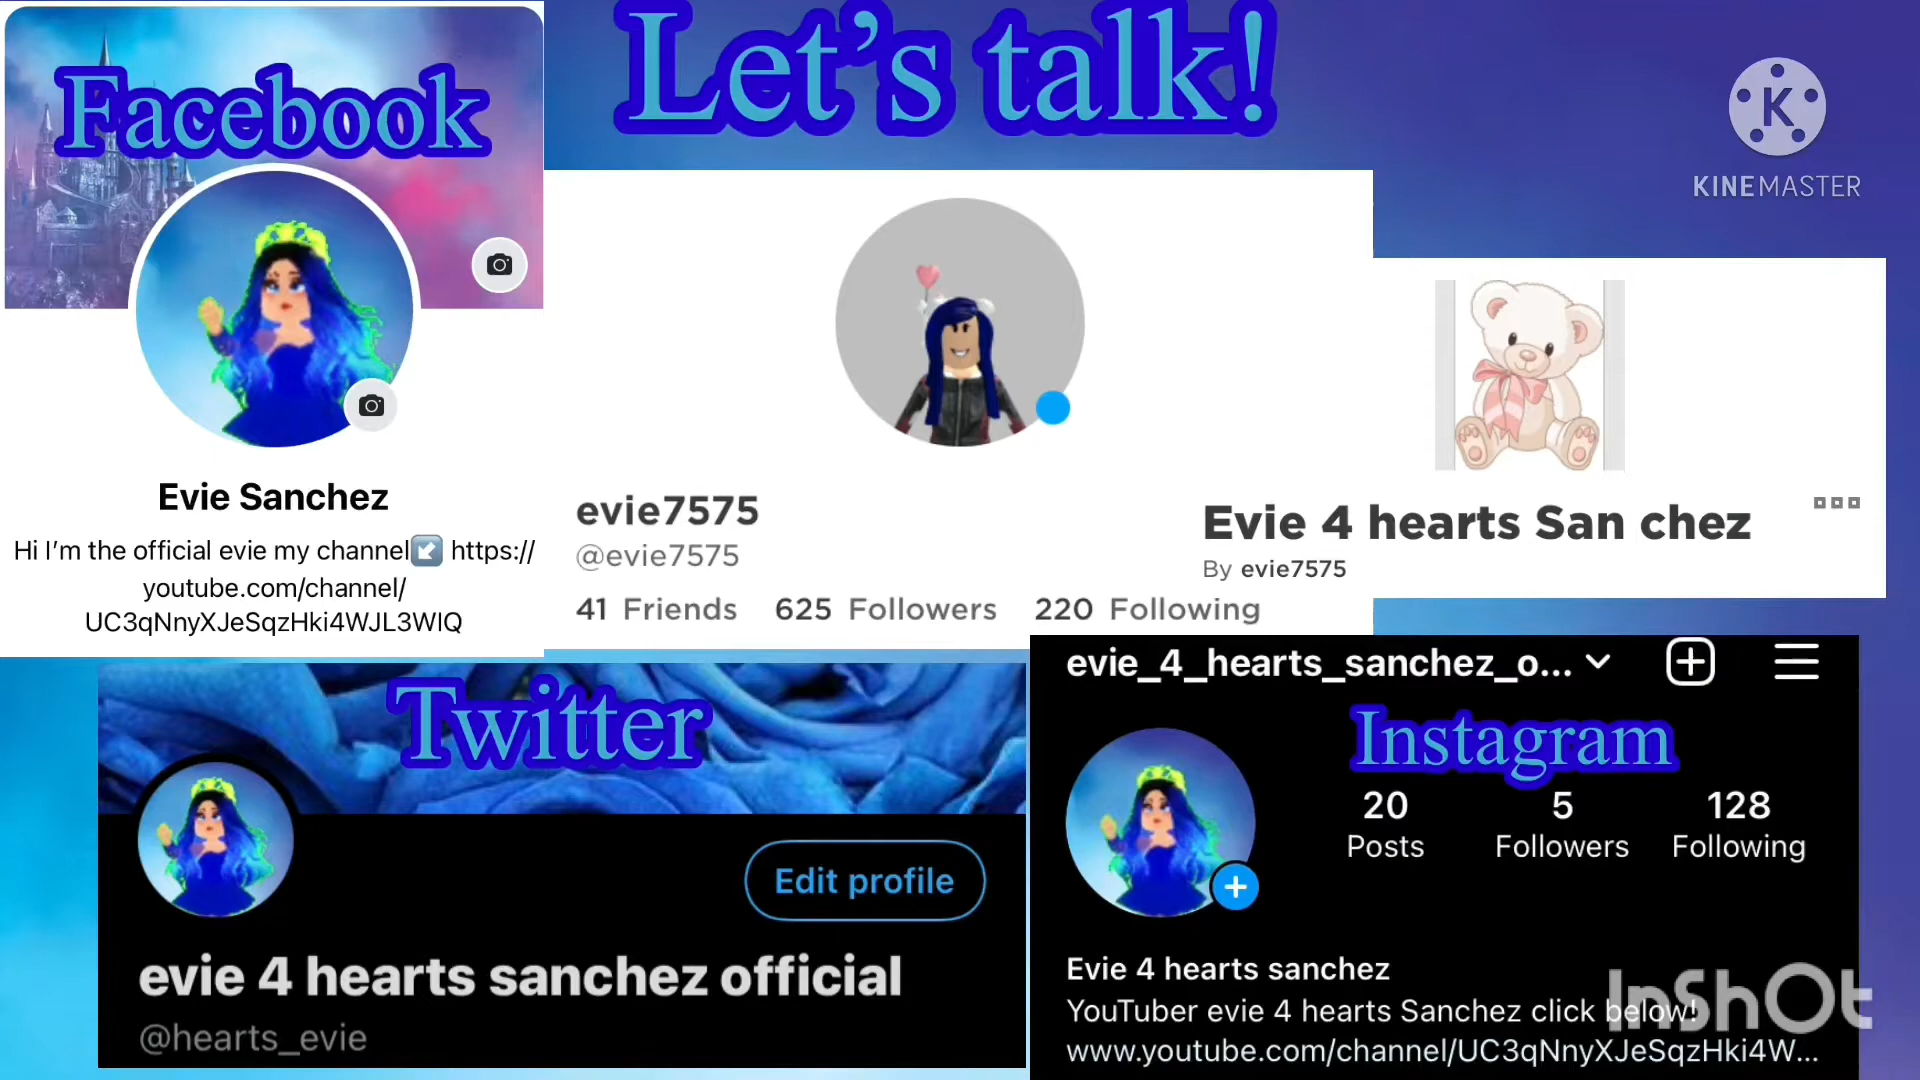 Let's talk!
Facebook
KINEMASTER
Evie Sanchez
Hi I'm the official evie my channel↙️ https://
youtube.com/channel/
UC3qNnyXJeSqzHki4WJL3WIQ
evie7575
@evie7575
41 Friends 625 Followers 220 Following
Evie 4 hearts San chez
By evie7575
Twitter
Edit profile
evie 4 hearts sanchez official
@hearts_evie
evie_4_hearts_sanchez_o...
Instagram
20 5 128
Posts Followers Following
Evie 4 hearts sanchez
YouTuber evie 4 hearts Sanchez click below!
www.youtube.com/channel/UC3qNnyXJeSqzHki4W...
InShOt